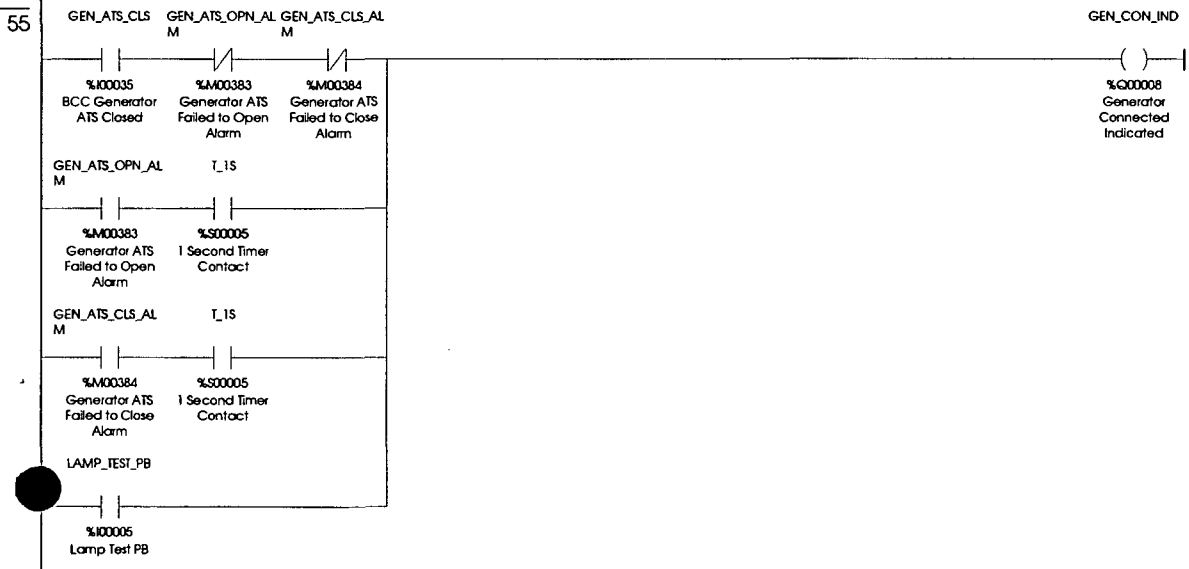 55
GEN_ATS_CLS GEN_ATS_OPN_AL GEN_ATS_CLS_AL GEN_CON_IND
M M
%I00035 %M00383 %M00384 %Q00008
BCC Generator Generator ATS Generator ATS Generator
ATS Closed Failed to Open Failed to Close Connected
Alarm Alarm Indicated
GEN_ATS_OPN_AL T_1S
M
%M00383 %S00005
Generator ATS 1 Second Timer
Failed to Open Contact
Alarm
GEN_ATS_CLS_AL T_1S
M
%M00384 %S00005
Generator ATS 1 Second Timer
Failed to Close Contact
Alarm
LAMP_TEST_PB
%I00005
Lamp Test PB